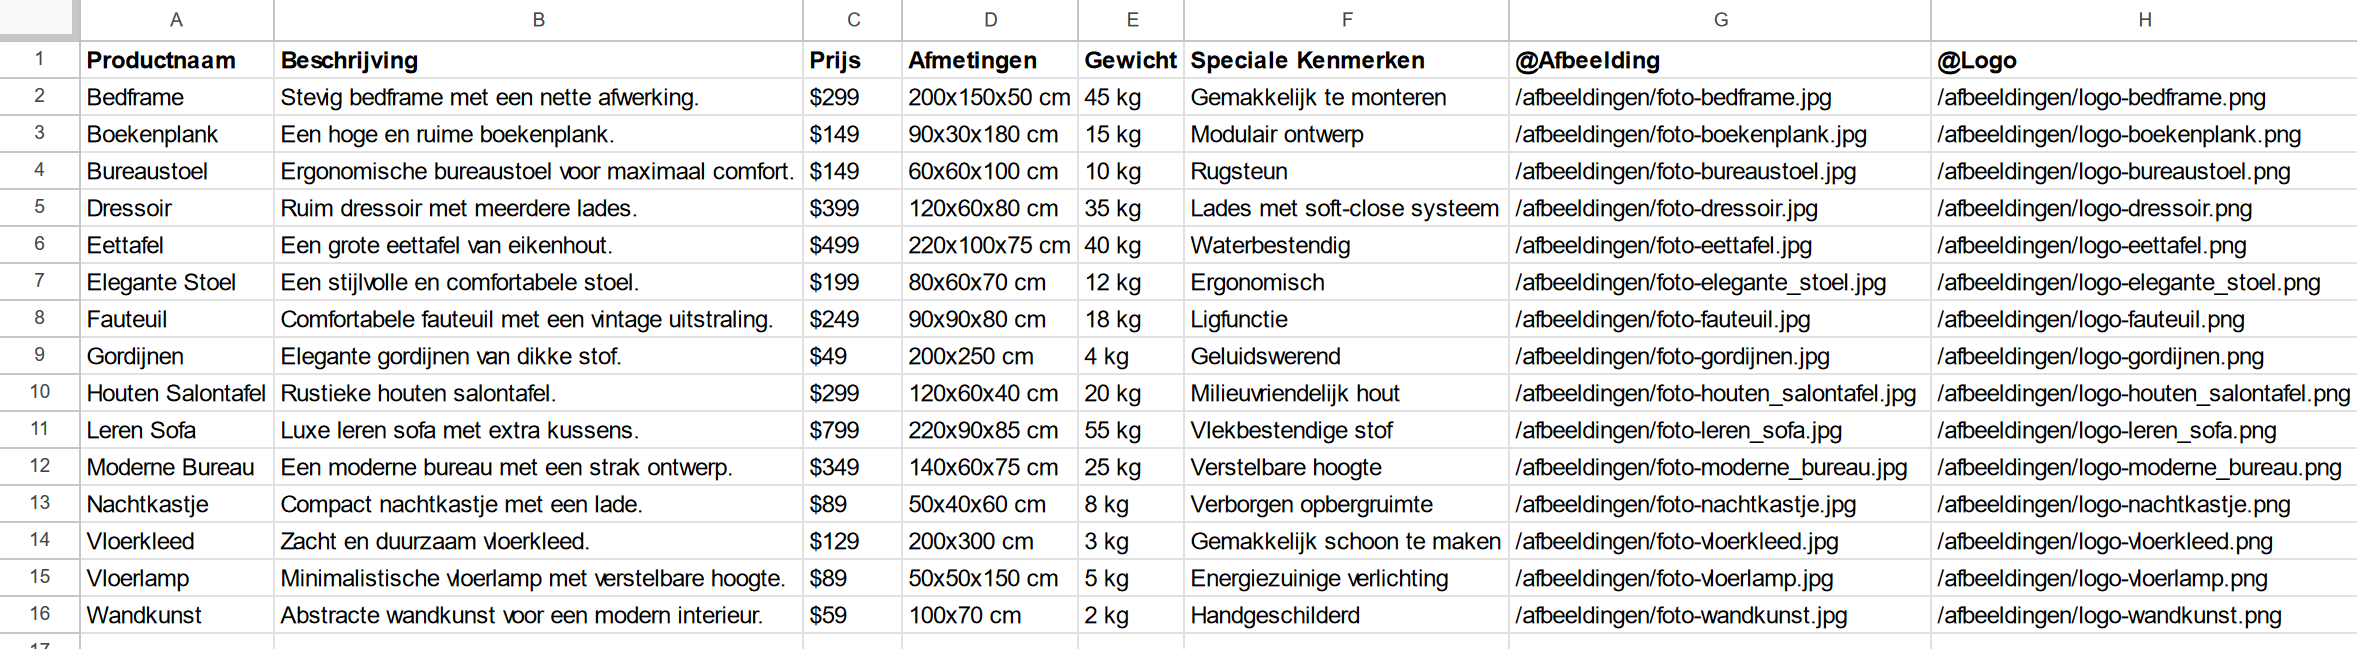 A B C D E F G H
1 Productnaam Beschrijving Prijs Afmetingen Gewicht Speciale Kenmerken @Afbeelding @Logo
2 Bedframe Stevig bedframe met een nette afwerking. $299 200x150x50 cm 45 kg Gemakkelijk te monteren /afbeeldingen/foto-bedframe.jpg /afbeeldingen/logo-bedframe.png
3 Boekenplank Een hoge en ruime boekenplank. $149 90x30x180 cm 15 kg Modulair ontwerp /afbeeldingen/foto-boekenplank.jpg /afbeeldingen/logo-boekenplank.png
4 Bureaustoel Ergonomische bureaustoel voor maximaal comfort. $149 60x60x100 cm 10 kg Rugsteun /afbeeldingen/foto-bureaustoel.jpg /afbeeldingen/logo-bureaustoel.png
5 Dressoir Ruim dressoir met meerdere lades. $399 120x60x80 cm 35 kg Lades met soft-close systeem /afbeeldingen/foto-dressoir.jpg /afbeeldingen/logo-dressoir.png
6 Eettafel Een grote eettafel van eikenhout. $499 220x100x75 cm 40 kg Waterbestendig /afbeeldingen/foto-eettafel.jpg /afbeeldingen/logo-eettafel.png
7 Elegante Stoel Een stijlvolle en comfortabele stoel. $199 80x60x70 cm 12 kg Ergonomisch /afbeeldingen/foto-elegante_stoel.jpg /afbeeldingen/logo-elegante_stoel.png
8 Fauteuil Comfortabele fauteuil met een vintage uitstraling. $249 90x90x80 cm 18 kg Ligfunctie /afbeeldingen/foto-fauteuil.jpg /afbeeldingen/logo-fauteuil.png
9 Gordijnen Elegante gordijnen van dikke stof. $49 200x250 cm 4 kg Geluidswerend /afbeeldingen/foto-gordijnen.jpg /afbeeldingen/logo-gordijnen.png
10 Houten Salontafel Rustieke houten salontafel. $299 120x60x40 cm 20 kg Milieuvriendelijk hout /afbeeldingen/foto-houten_salontafel.jpg /afbeeldingen/logo-houten_salontafel.png
11 Leren Sofa Luxe leren sofa met extra kussens. $799 220x90x85 cm 55 kg Vlekbestendige stof /afbeeldingen/foto-leren_sofa.jpg /afbeeldingen/logo-leren_sofa.png
12 Moderne Bureau Een moderne bureau met een strak ontwerp. $349 140x60x75 cm 25 kg Verstelbare hoogte /afbeeldingen/foto-moderne_bureau.jpg /afbeeldingen/logo-moderne_bureau.png
13 Nachtkastje Compact nachtkastje met een lade. $89 50x40x60 cm 8 kg Verborgen opbergruimte /afbeeldingen/foto-nachtkastje.jpg /afbeeldingen/logo-nachtkastje.png
14 Vloerkleed Zacht en duurzaam vloerkleed. $129 200x300 cm 3 kg Gemakkelijk schoon te maken /afbeeldingen/foto-vloerkleed.jpg /afbeeldingen/logo-vloerkleed.png
15 Vloerlamp Minimalistische vloerlamp met verstelbare hoogte. $89 50x50x150 cm 5 kg Energiezuinige verlichting /afbeeldingen/foto-vloerlamp.jpg /afbeeldingen/logo-vloerlamp.png
16 Wandkunst Abstracte wandkunst voor een modern interieur. $59 100x70 cm 2 kg Handgeschilderd /afbeeldingen/foto-wandkunst.jpg /afbeeldingen/logo-wandkunst.png
17